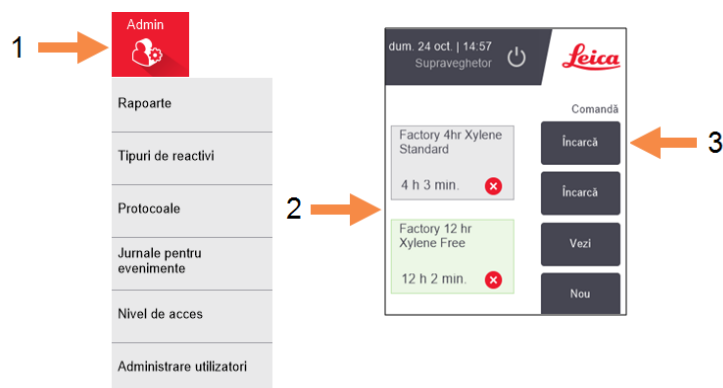 1
Admin
Rapoarte
Tipuri de reactivi
Protocoale
Jurnale pentru
evenimente
Nivel de acces
Administrare utilizatori
2
dum. 24 oct. | 14:57
Supraveghetor
Leica
Comandă
Factory 4hr Xylene
Standard
4 h 3 min.
Factory 12 hr
Xylene Free
12 h 2 min.
Încarcă
Încarcă
Vezi
Nou
3